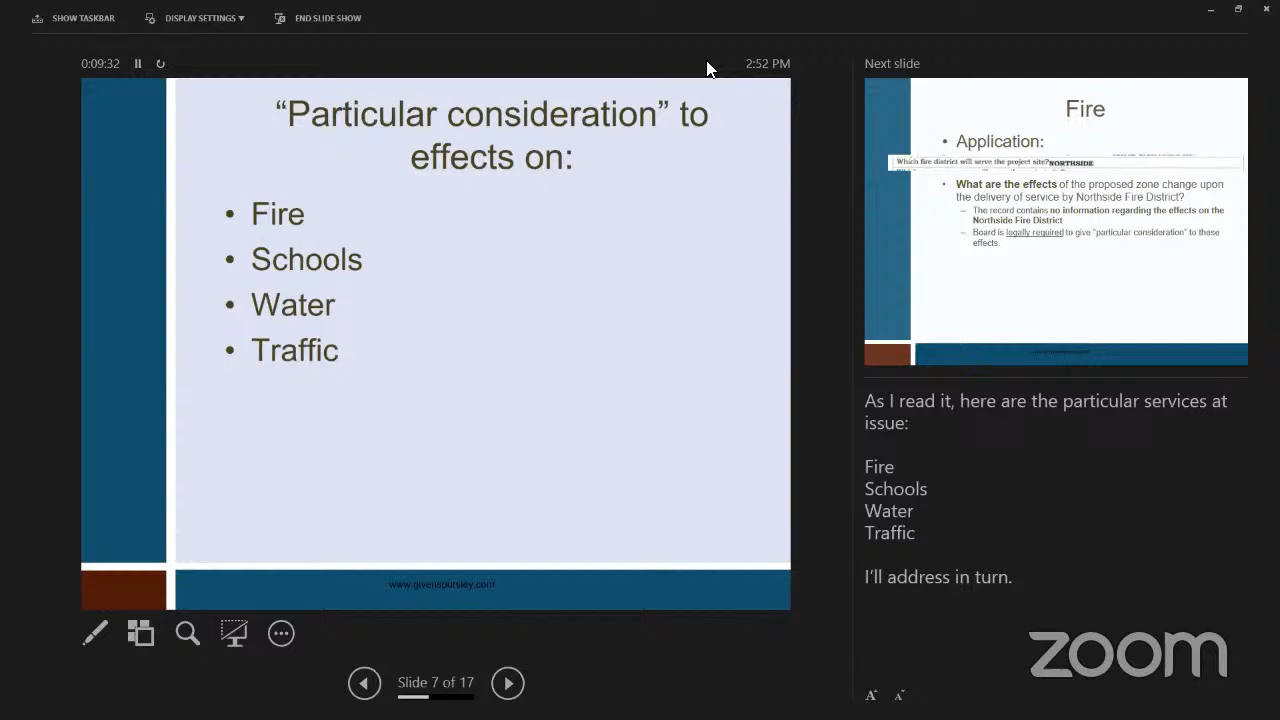 SHOW TASKBAR DISPLAY SETTINGS ▼ END SLIDE SHOW
0:09:32 2:52 PM
“Particular consideration” to
effects on:
• Fire
• Schools
• Water
• Traffic
www.givenspursley.com
Slide 7 of 17
Next slide
Fire
• Application:
Which fire district will serve the project site? NORTHSIDE
• What are the effects of the proposed zone change upon
the delivery of service by Northside Fire District?
– The record contains no information regarding the effects on the
Northside Fire District
– Board is legally required to give “particular consideration” to these
effects.
As I read it, here are the particular services at
issue:
Fire
Schools
Water
Traffic
I’ll address in turn.
A A
zoom